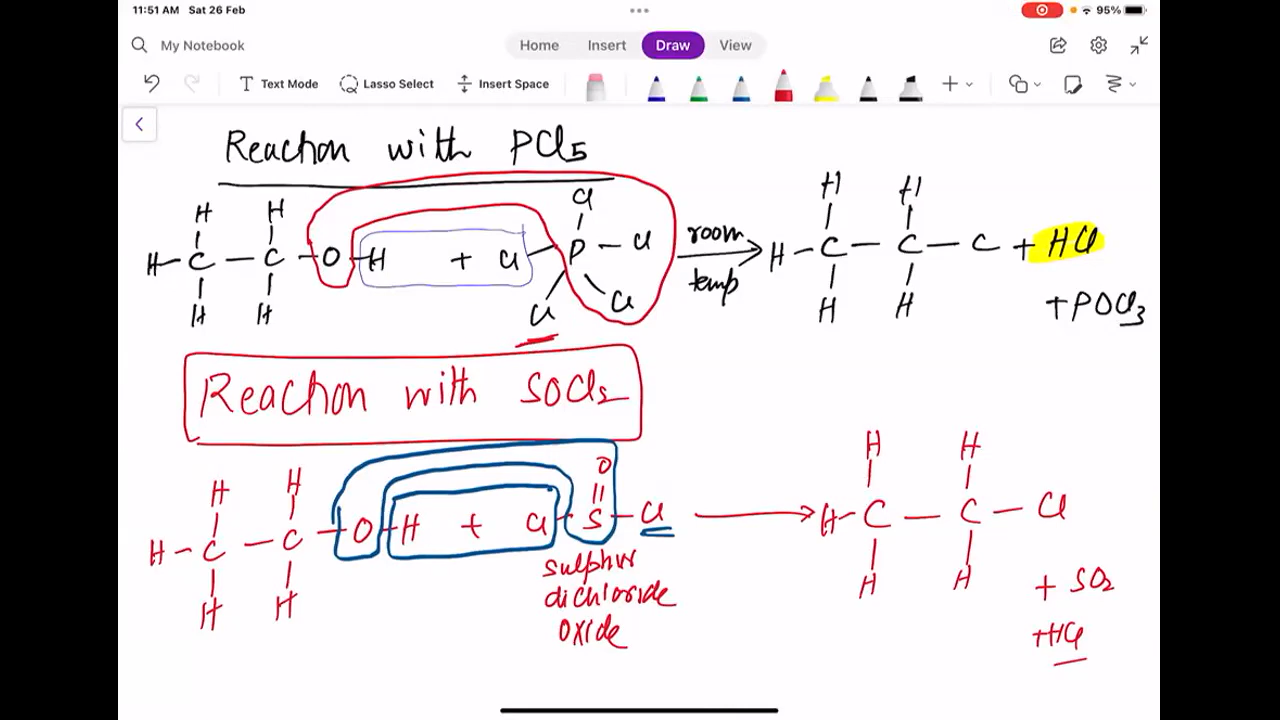 11:51 AM Sat 26 Feb
95%
My Notebook
Home Insert Draw View
Text Mode Lasso Select Insert Space
Reaction with PCl5
H H Cl H H
H - C - C - O - H + Cl - P - Cl room temp H - C - C - C + HCl
H H Cl Cl H H + POCl3
Reaction with SOCl2
H H O H H
H - C - C - O - H + Cl - S - Cl → H - C - C - Cl
H H H H
sulphur
dichloride
oxide
+ SO2
+ HCl